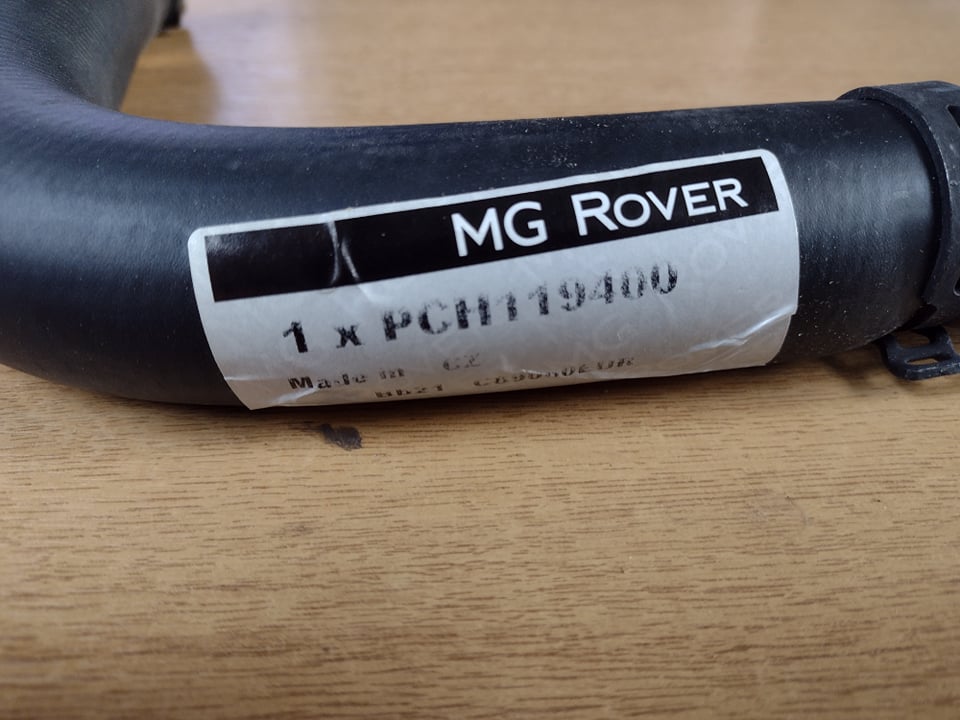 MG ROVER
1 x PCH119400
Made in CZ